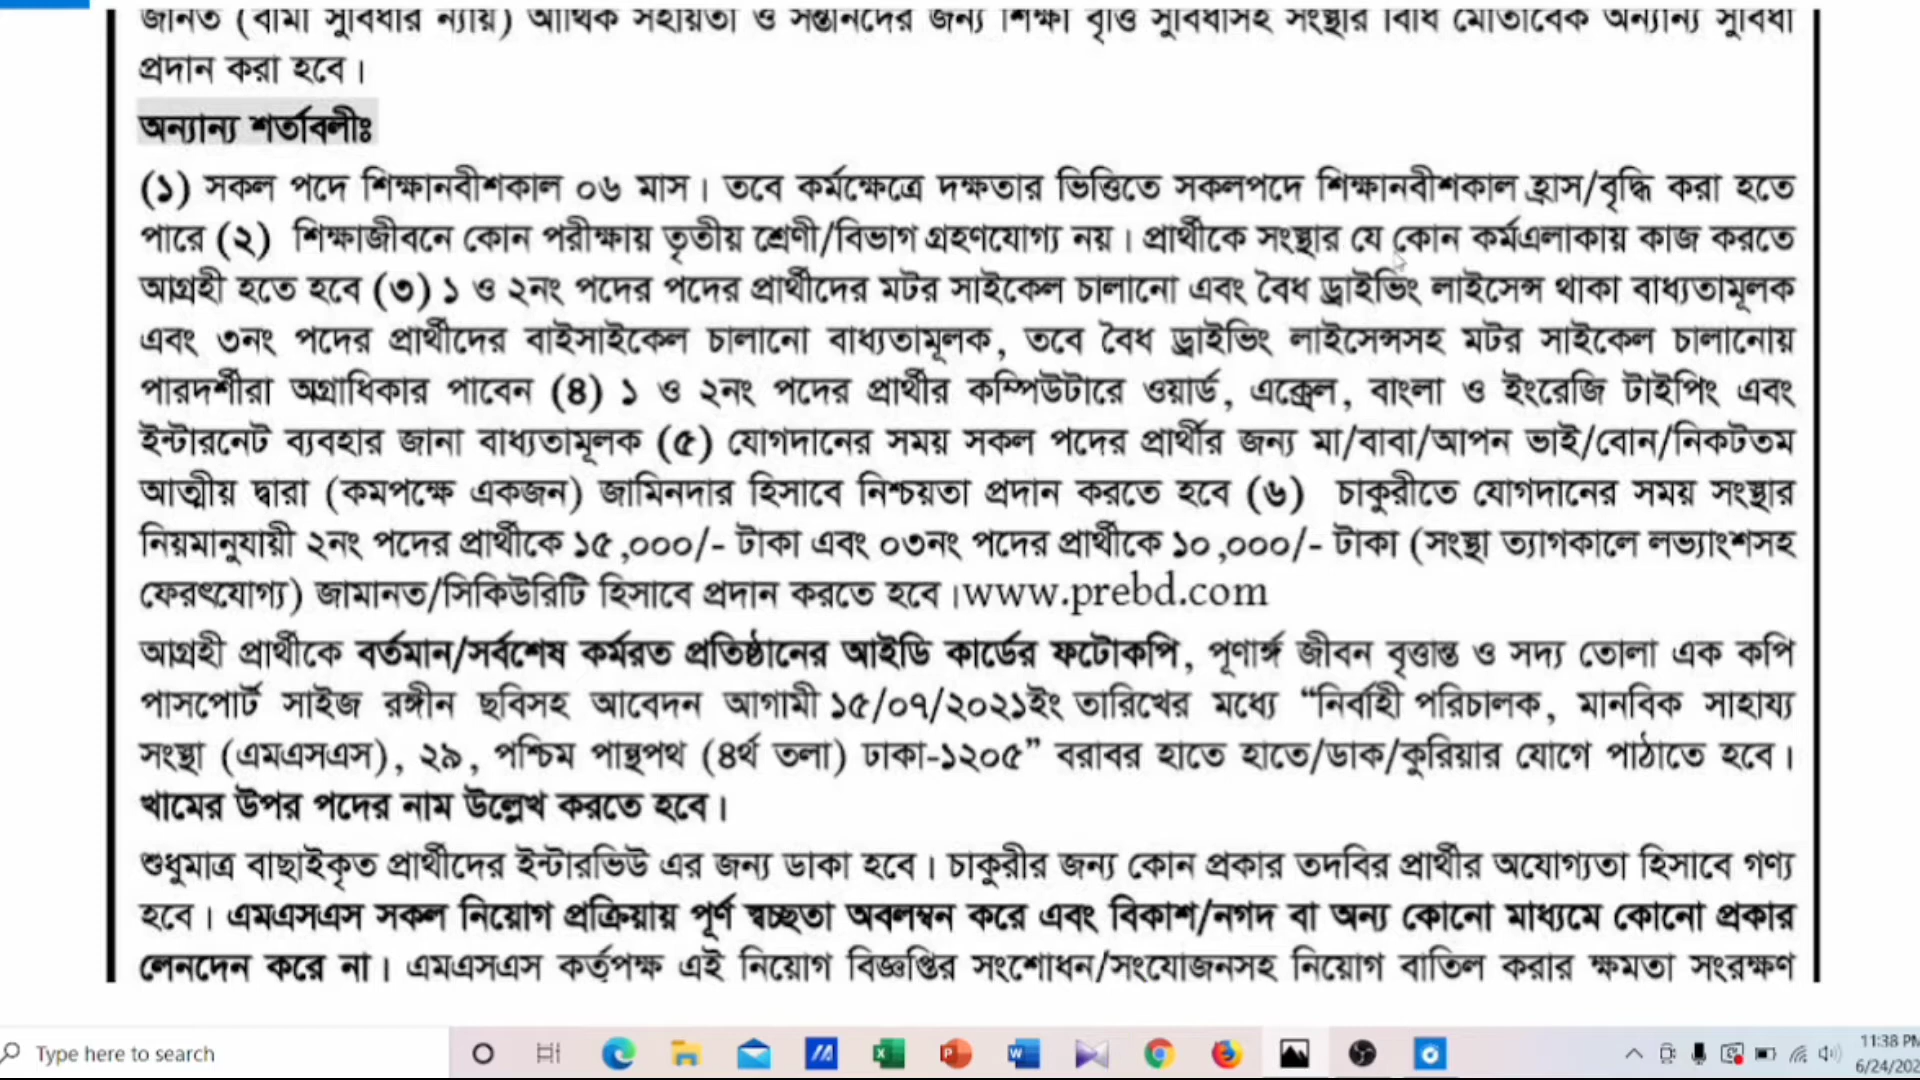 জনিত (বীমা সুবিধার ন্যায়) আর্থিক সহায়তা ও সন্তানদের জন্য শিক্ষা বৃত্তি সুবিধাসহ সংস্থার বিধি মোতাবেক অন্যান্য সুবিধা
প্রদান করা হবে।
অন্যান্য শর্তাবলীঃ
(১) সকল পদে শিক্ষানবীশকাল ০৬ মাস। তবে কর্মক্ষেত্রে দক্ষতার ভিত্তিতে সকলপদে শিক্ষানবীশকাল হ্রাস/বৃদ্ধি করা হতে
পারে (২) শিক্ষাজীবনে কোন পরীক্ষায় তৃতীয় শ্রেণী/বিভাগ গ্রহণযোগ্য নয়। প্রার্থীকে সংস্থার যে কোন কর্মএলাকায় কাজ করতে
আগ্রহী হতে হবে (৩) ১ ও ২নং পদের পদের প্রার্থীদের মটর সাইকেল চালানো এবং বৈধ ড্রাইভিং লাইসেন্স থাকা বাধ্যতামূলক
এবং ৩নং পদের প্রার্থীদের বাইসাইকেল চালানো বাধ্যতামূলক, তবে বৈধ ড্রাইভিং লাইসেন্সসহ মটর সাইকেল চালানোয়
পারদর্শীরা অগ্রাধিকার পাবেন (৪) ১ ও ২নং পদের প্রার্থীর কম্পিউটারে ওয়ার্ড, এক্সেল, বাংলা ও ইংরেজি টাইপিং এবং
ইন্টারনেট ব্যবহার জানা বাধ্যতামূলক (৫) যোগদানের সময় সকল পদের প্রার্থীর জন্য মা/বাবা/আপন ভাই/বোন/নিকটতম
আত্মীয় দ্বারা (কমপক্ষে একজন) জামিনদার হিসাবে নিশ্চয়তা প্রদান করতে হবে (৬) চাকুরীতে যোগদানের সময় সংস্থার
নিয়মানুযায়ী ২নং পদের প্রার্থীকে ১৫,০০০/- টাকা এবং ০৩নং পদের প্রার্থীকে ১০,০০০/- টাকা (সংস্থা ত্যাগকালে লভ্যাংশসহ
ফেরৎযোগ্য) জামানত/সিকিউরিটি হিসাবে প্রদান করতে হবে।www.prebd.com
আগ্রহী প্রার্থীকে বর্তমান/সর্বশেষ কর্মরত প্রতিষ্ঠানের আইডি কার্ডের ফটোকপি, পূণার্ঙ্গ জীবন বৃত্তান্ত ও সদ্য তোলা এক কপি
পাসপোর্ট সাইজ রঙ্গীন ছবিসহ আবেদন আগামী ১৫/০৭/২০২১ইং তারিখের মধ্যে “নির্বাহী পরিচালক, মানবিক সাহায্য
সংস্থা (এমএসএস), ২৯, পশ্চিম পান্থপথ (৪র্থ তলা) ঢাকা-১২০৫” বরাবর হাতে হাতে/ডাক/কুরিয়ার যোগে পাঠাতে হবে।
খামের উপর পদের নাম উল্লেখ করতে হবে।
শুধুমাত্র বাছাইকৃত প্রার্থীদের ইন্টারভিউ এর জন্য ডাকা হবে। চাকুরীর জন্য কোন প্রকার তদবির প্রার্থীর অযোগ্যতা হিসাবে গণ্য
হবে। এমএসএস সকল নিয়োগ প্রক্রিয়ায় পূর্ণ স্বচ্ছতা অবলম্বন করে এবং বিকাশ/নগদ বা অন্য কোনো মাধ্যমে কোনো প্রকার
লেনদেন করে না। এমএসএস কর্তৃপক্ষ এই নিয়োগ বিজ্ঞপ্তির সংশোধন/সংযোজনসহ নিয়োগ বাতিল করার ক্ষমতা সংরক্ষণ
Type here to search
11:38 PM
6/24/202